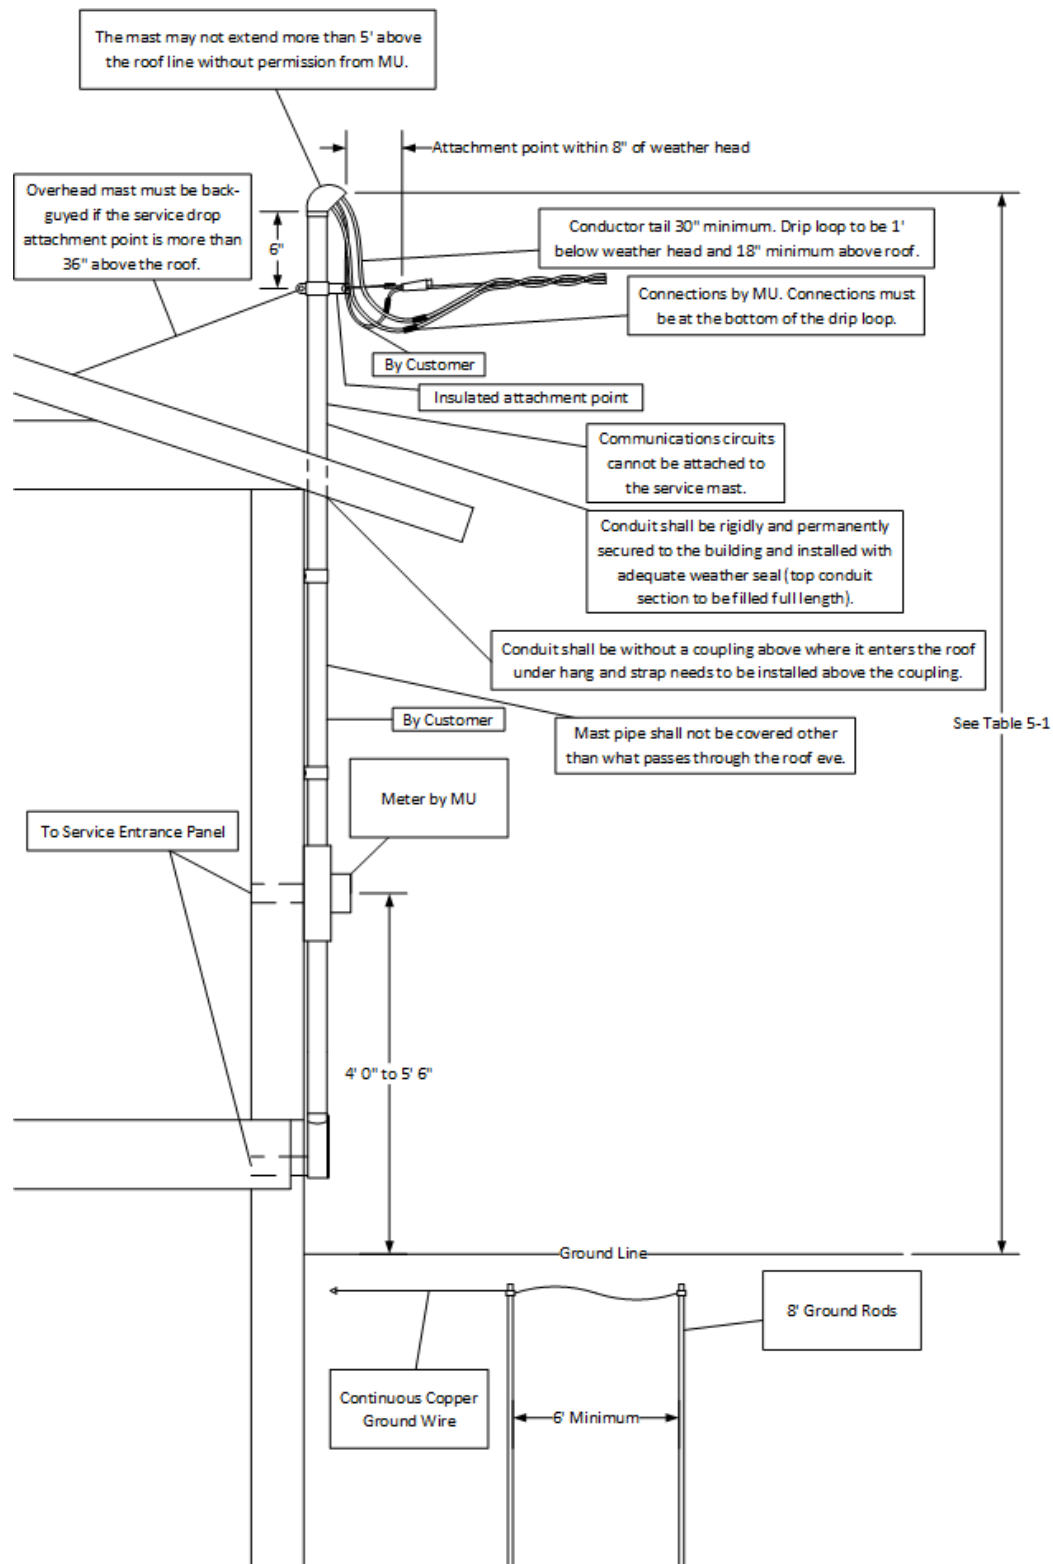 The mast may not extend more than 5' above
the roof line without permission from MU.
Attachment point within 8" of weather head
Overhead mast must be back-
guyed if the service drop
attachment point is more than
36" above the roof.
6"
Conductor tail 30" minimum. Drip loop to be 1'
below weather head and 18" minimum above roof.
Connections by MU. Connections must
be at the bottom of the drip loop.
By Customer
Insulated attachment point
Communications circuits
cannot be attached to
the service mast.
Conduit shall be rigidly and permanently
secured to the building and installed with
adequate weather seal (top conduit
section to be filled full length).
Conduit shall be without a coupling above where it enters the roof
under hang and strap needs to be installed above the coupling.
By Customer
Mast pipe shall not be covered other
than what passes through the roof eve.
See Table 5-1
Meter by MU
To Service Entrance Panel
4' 0" to 5' 6"
Ground Line
8' Ground Rods
Continuous Copper
Ground Wire
6' Minimum